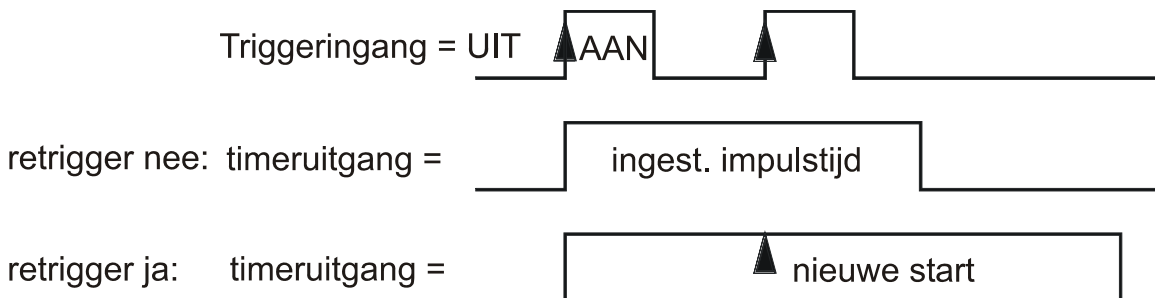 Triggeringang = UIT AAN
retrigger nee: timeruitgang = ingest. impulstijd
retrigger ja: timeruitgang = nieuwe start